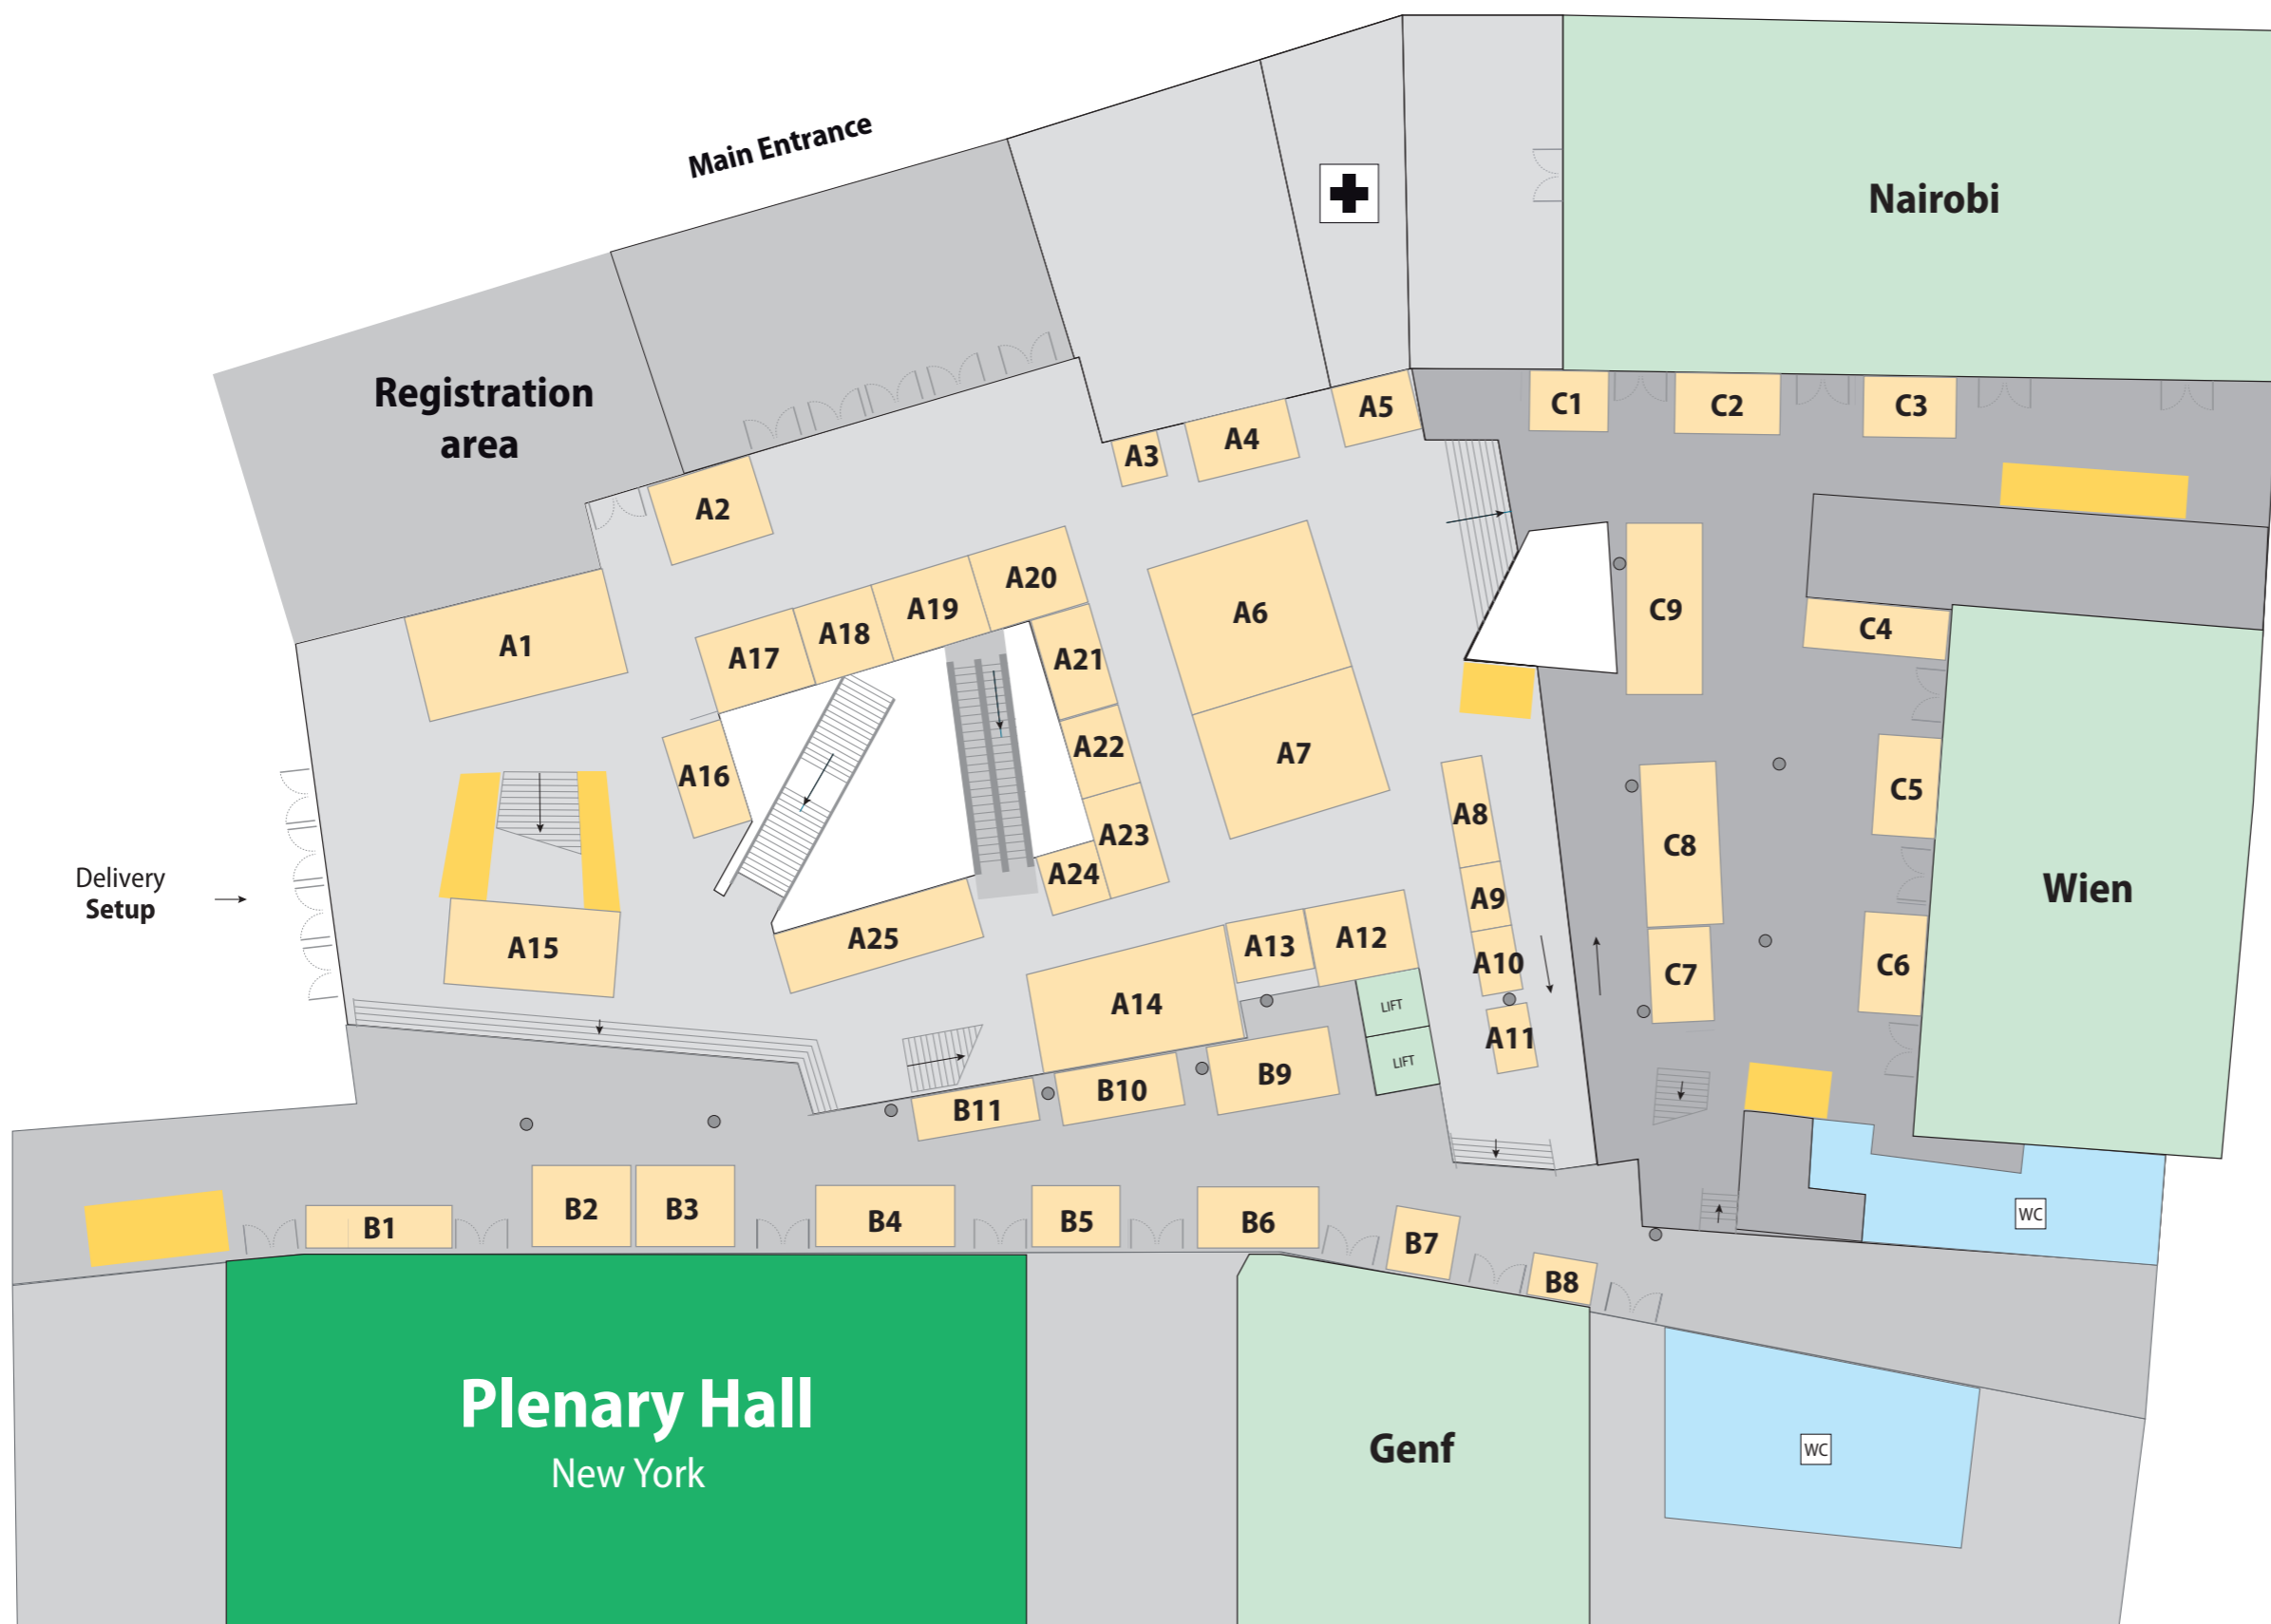 Main Entrance
Nairobi
Registration
area
C1
C2
C3
A5
A4
A3
A2
A20
A19
A18
A17
A1
A6
C9
C4
A21
A22
A7
A16
A8
C5
C8
A23
A24
Delivery
Setup
Wien
A9
A15
A25
A13
A12
A10
C7
C6
A14
LIFT
A11
LIFT
B9
B10
B11
B1
B2
B3
B4
B5
B6
B7
B8
WC
Plenary Hall
New York
Genf
WC